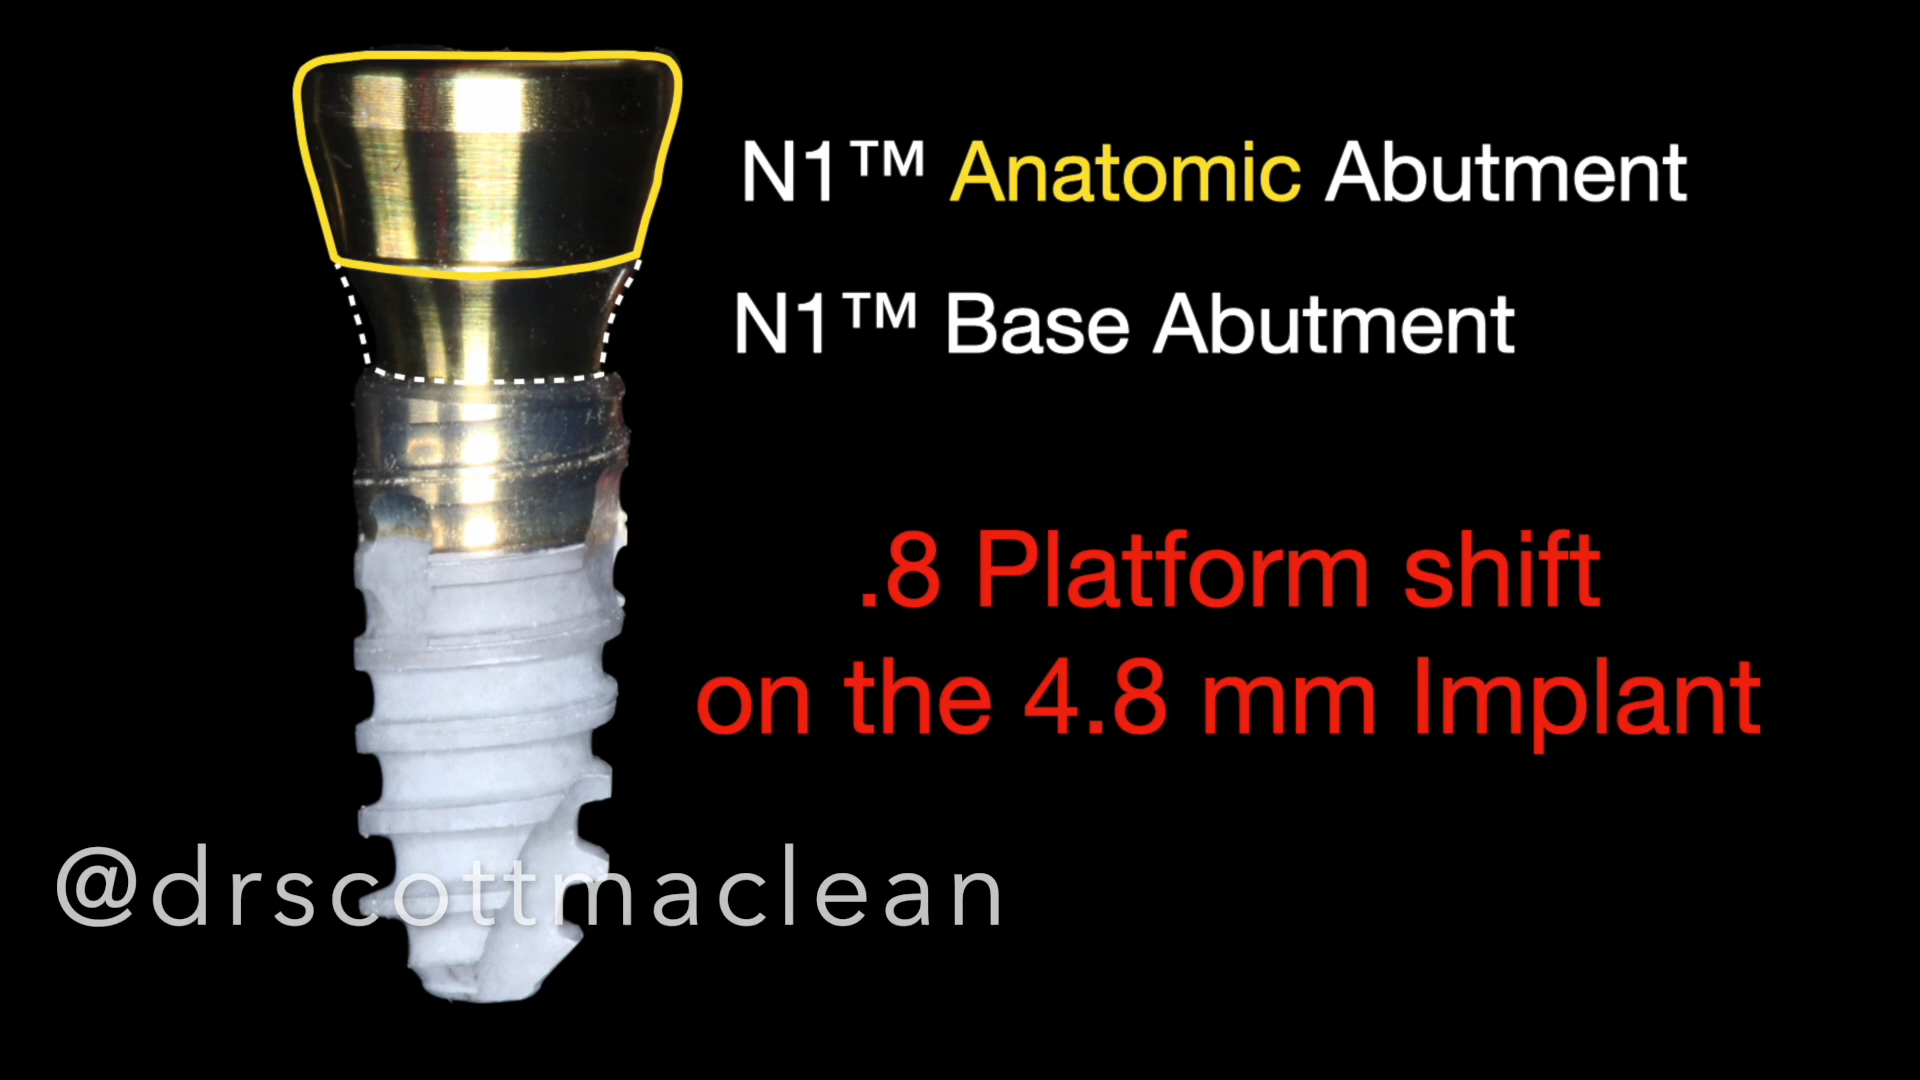 N1™ Anatomic Abutment
N1™ Base Abutment
.8 Platform shift
on the 4.8 mm Implant
@drscottmaclean